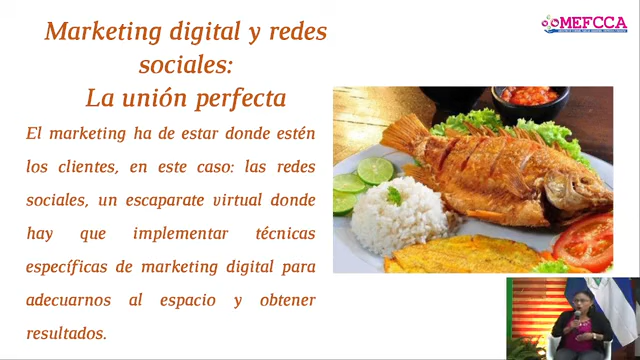 Marketing digital y redes
sociales:
La unión perfecta
El marketing ha de estar donde estén
los clientes, en este caso: las redes
sociales, un escaparate virtual donde
hay que implementar técnicas
específicas de marketing digital para
adecuarnos al espacio y obtener
resultados.
MEFCCA